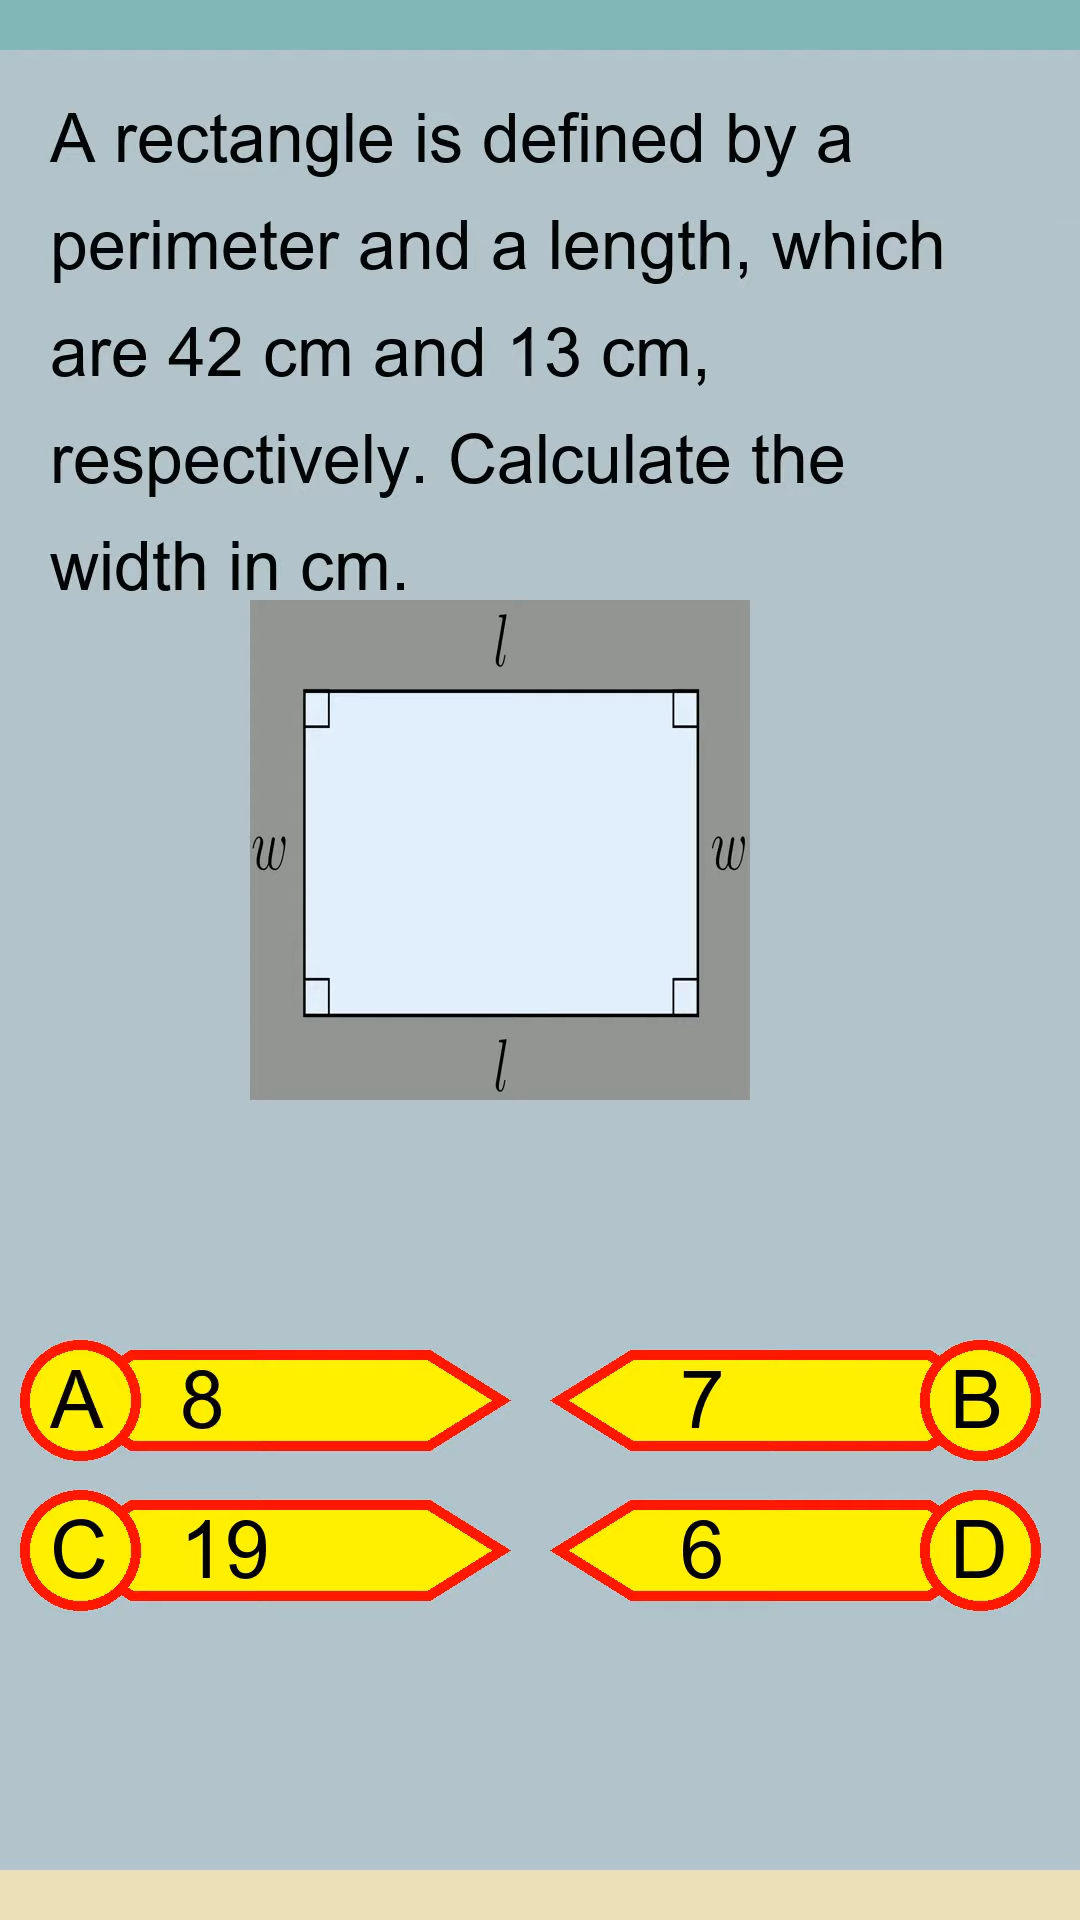 A rectangle is defined by a
perimeter and a length, which
are 42 cm and 13 cm,
respectively. Calculate the
width in cm.
l
w w
l
A 8 7 B
C 19 6 D